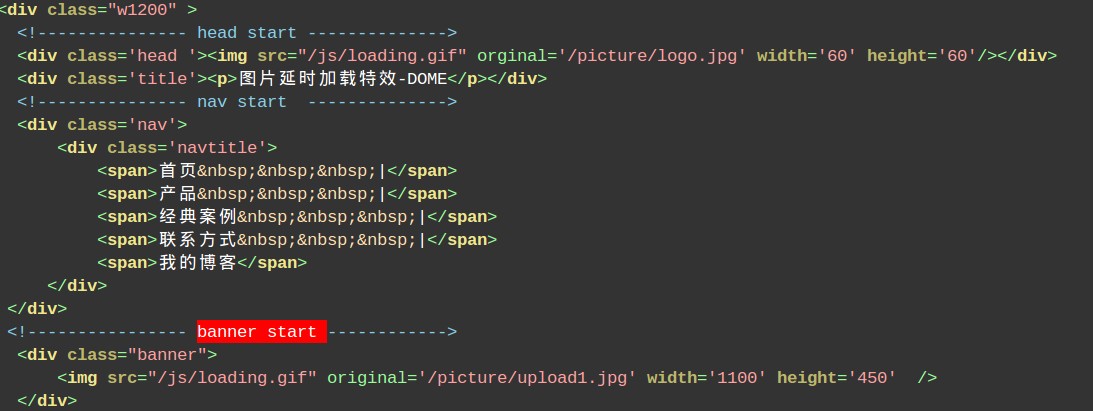 <div class="w1200" >
<!--------------- head start -------------->
<div class='head '><img src="/js/loading.gif" orginal='/picture/logo.jpg' width='60' height='60'/></div>
<div class='title'><p>图片延时加载特效-DOME</p></div>
<!--------------- nav start  -------------->
<div class='nav'>
<div class='navtitle'>
<span>首页&nbsp;&nbsp;&nbsp;|</span>
<span>产品&nbsp;&nbsp;&nbsp;|</span>
<span>经典案例&nbsp;&nbsp;&nbsp;|</span>
<span>联系方式&nbsp;&nbsp;&nbsp;|</span>
<span>我的博客</span>
</div>
</div>
<!---------------- banner start ------------>
<div class="banner">
<img src="/js/loading.gif" original='/picture/upload1.jpg' width='1100' height='450'  />
</div>